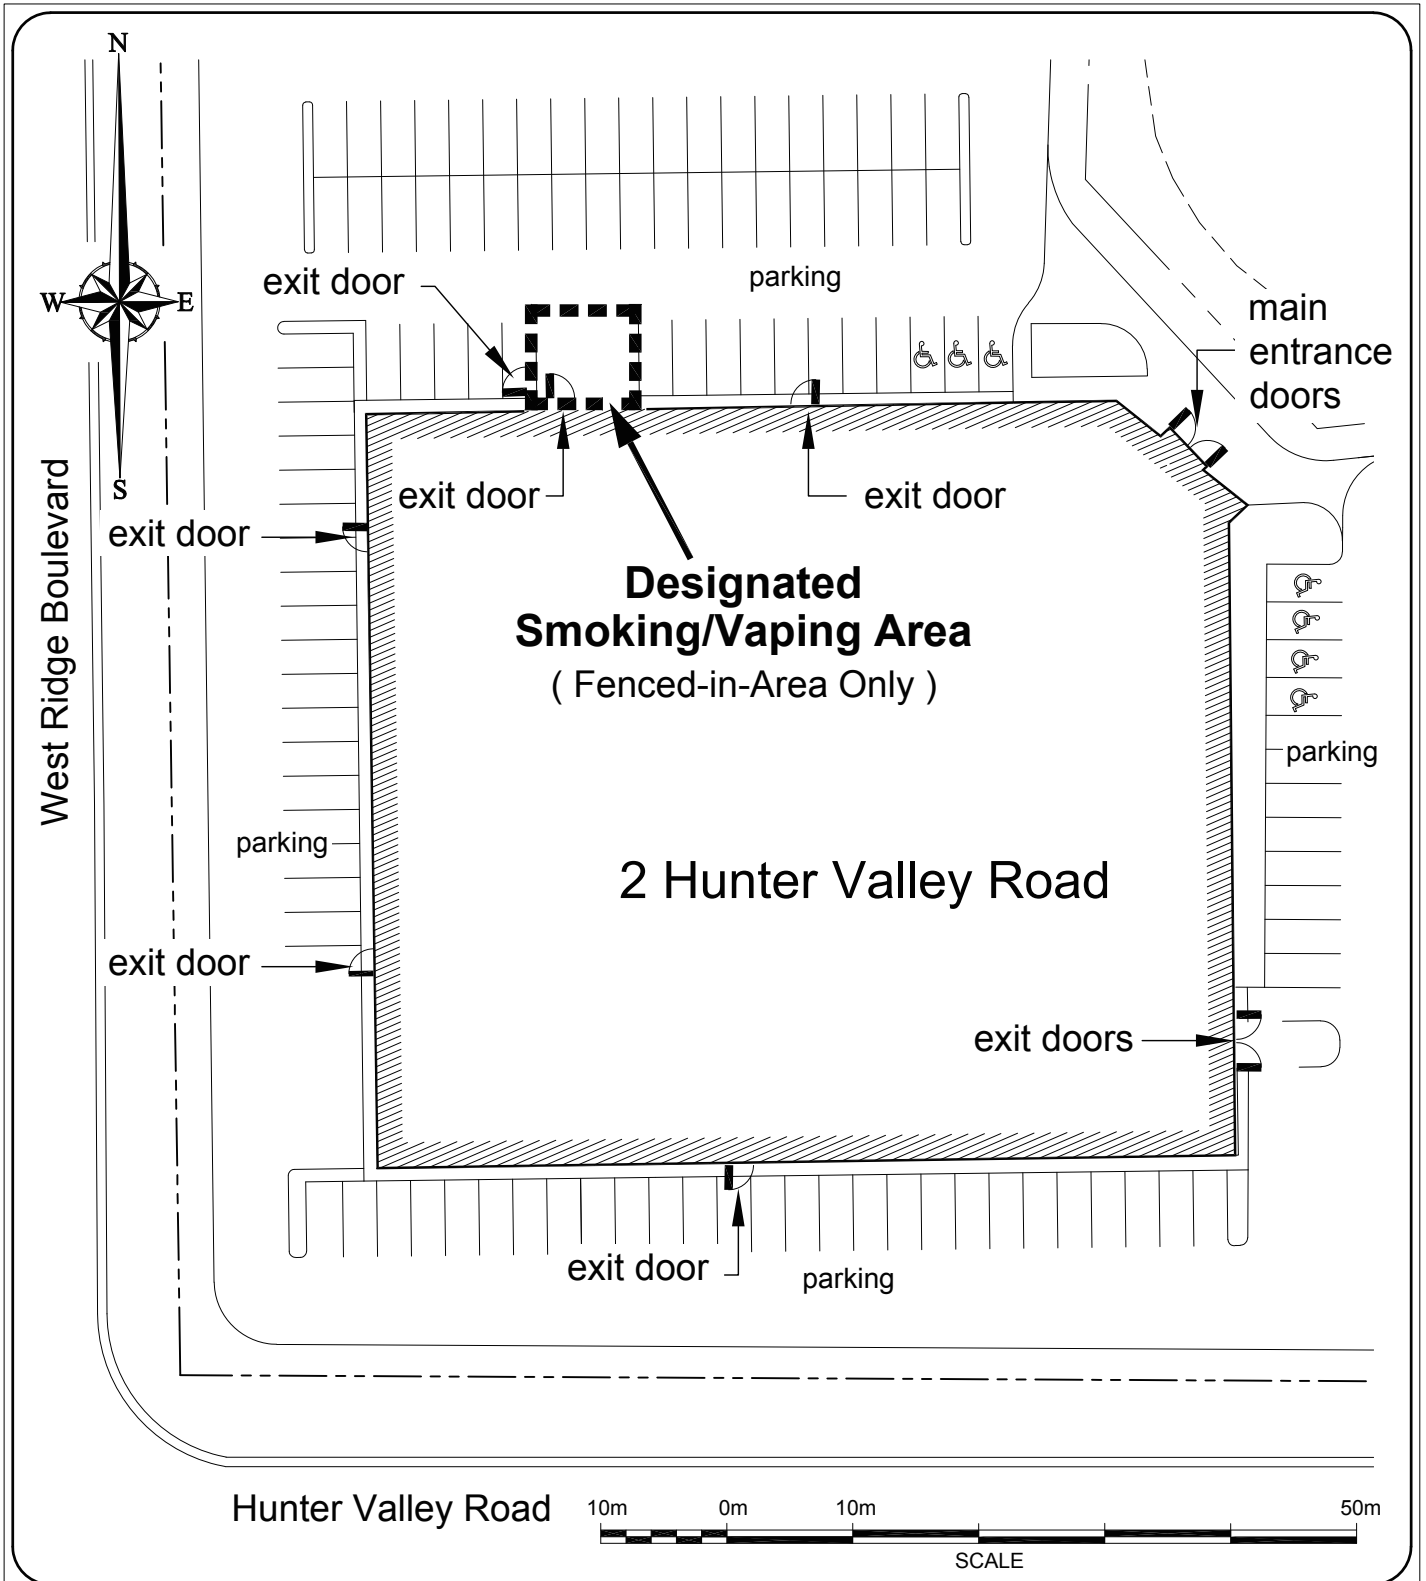 N
W
E
S
exit door
parking
main
entrance
doors
exit door
exit door
exit door
Designated
Smoking/Vaping Area
( Fenced-in-Area Only )
West Ridge Boulevard
parking
parking
2 Hunter Valley Road
exit door
exit doors
exit door
parking
Hunter Valley Road
10m 0m 10m 50m
SCALE